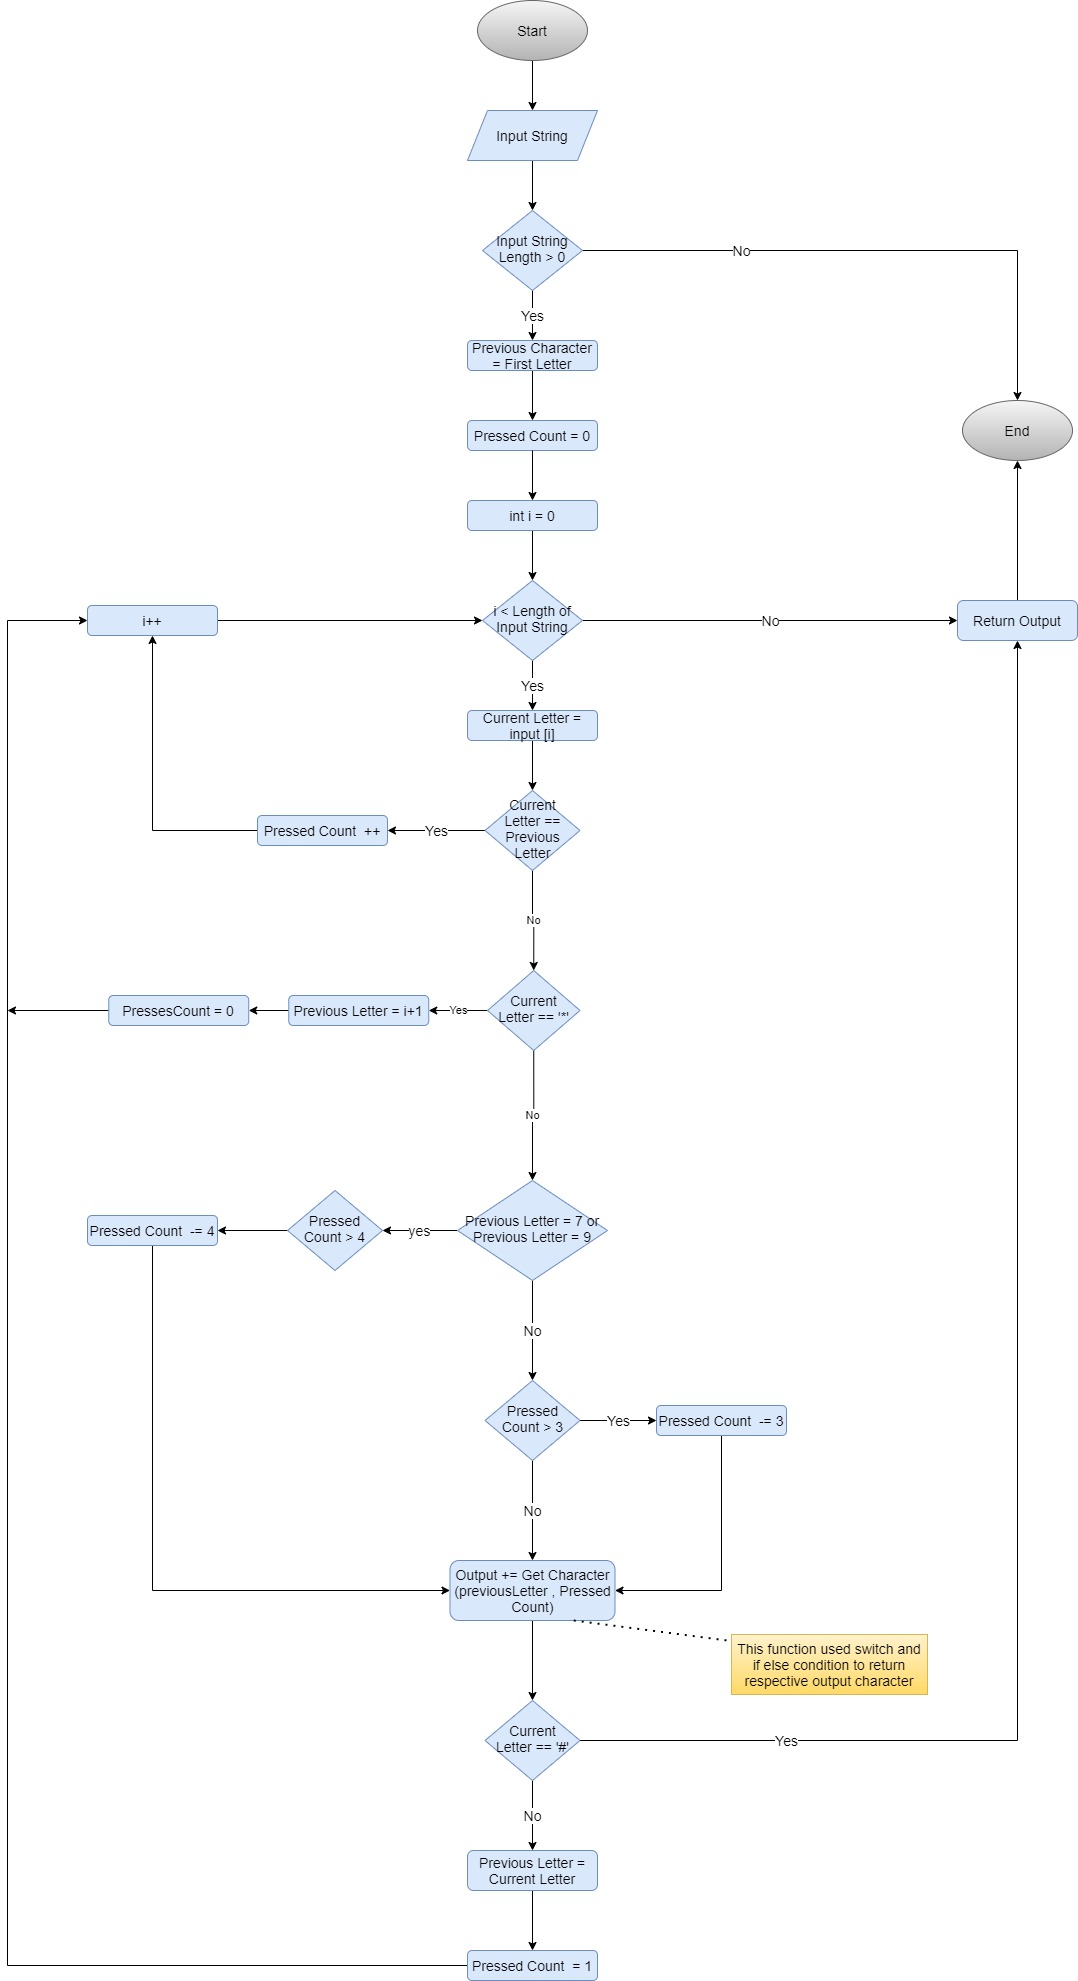 Start
Input String
Input String
Length > 0
No
Yes
Previous Character
= First Letter
Pressed Count = 0
End
int i = 0
i++
i < Length of
Input String
No
Return Output
Yes
Current Letter =
input [i]
Current
Letter ==
Previous
Letter
Yes
Pressed Count ++
No
Current
Letter == '*'
Yes
Previous Letter = i+1
PressesCount = 0
No
Previous Letter = 7 or
Previous Letter = 9
yes
Pressed
Count > 4
Pressed Count -= 4
No
Pressed
Count > 3
Yes
Pressed Count -= 3
No
Output += Get Character
(previousLetter , Pressed
Count)
This function used switch and
if else condition to return
respective output character
Current
Letter == '#'
Yes
No
Previous Letter =
Current Letter
Pressed Count = 1